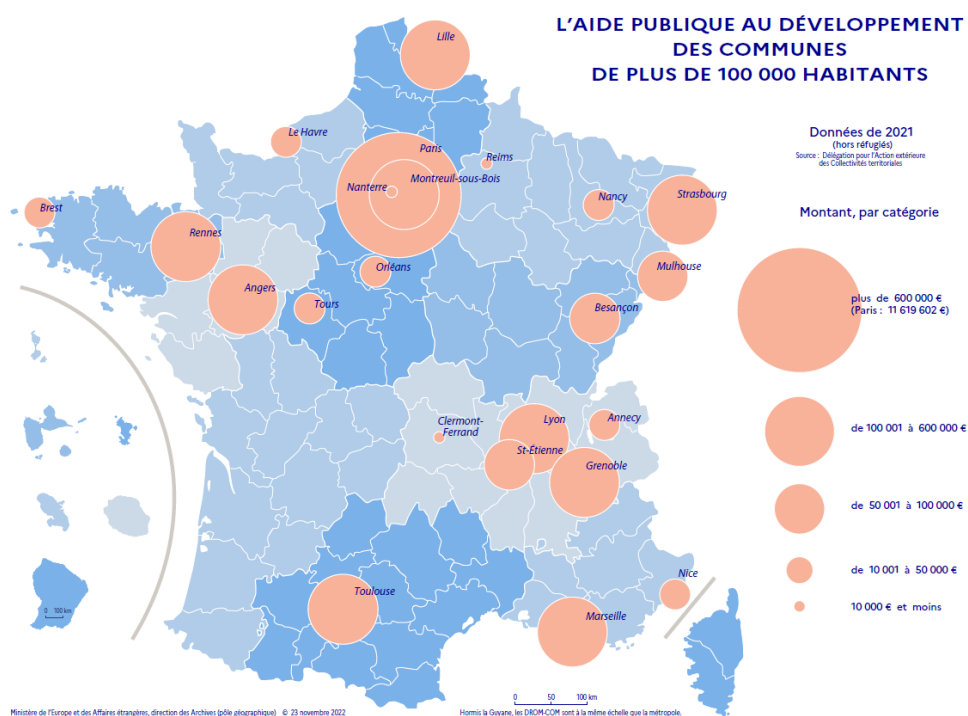 L'AIDE PUBLIQUE AU DÉVELOPPEMENT
DES COMMUNES
DE PLUS DE 100 000 HABITANTS
Données de 2021
(hors réfugiés)
Source : Délégation pour l'Action extérieure
des Collectivités territoriales
Montant, par catégorie
plus de 600 000 €
(Paris : 11 619 602 €)
de 100 001 à 600 000 €
de 50 001 à 100 000 €
de 10 001 à 50 000 €
10 000 € et moins
Lille
Le Havre
Paris
Reims
Nanterre
Montreuil-sous-Bois
Nancy
Strasbourg
Brest
Rennes
Orléans
Mulhouse
Angers
Tours
Besançon
Clermont-
Ferrand
Lyon
Annecy
St-Étienne
Grenoble
Toulouse
Nice
Marseille
0 100 km
0 50 100 km
Ministère de l'Europe et des Affaires étrangères, direction des Archives (pôle géographique) © 23 novembre 2022
Hormis la Guyane, les DROM-COM sont à la même échelle que la métropole.